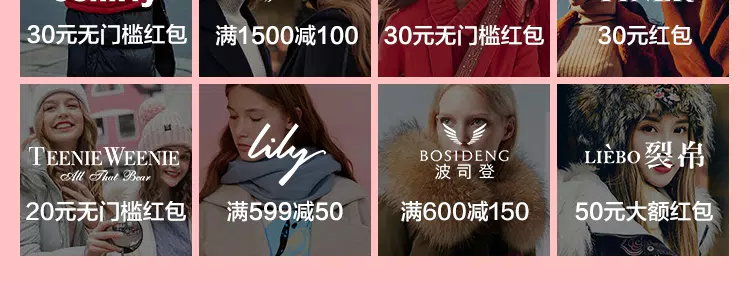 30元无门槛红包
满1500减100
30元无门槛红包
30元红包
TEENIE WEENIE
All That Bear
20元无门槛红包
lily
满599减50
BOSIDENG
波司登
满600减150
LIÈBO 裂帛
50元大额红包